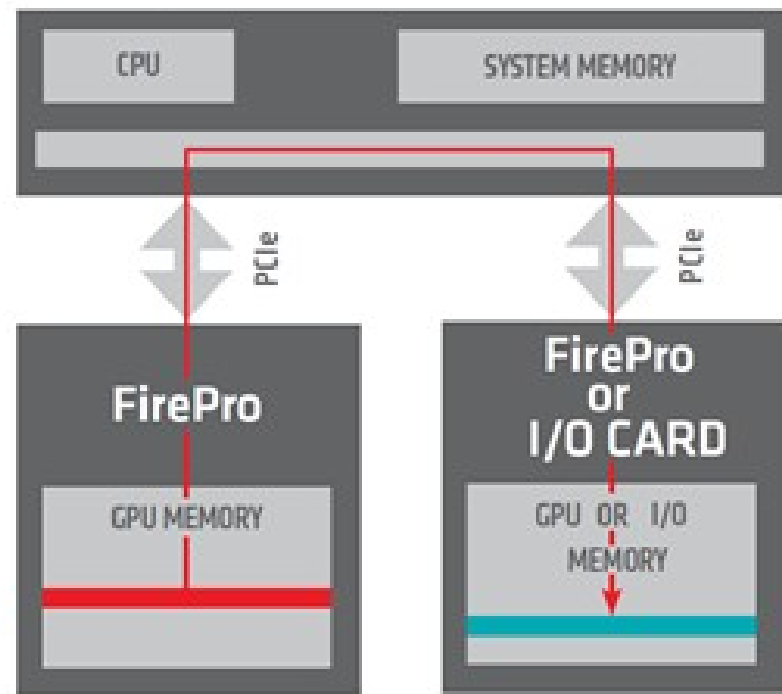 CPU
SYSTEM MEMORY
PCIe
PCIe
FirePro
GPU MEMORY
FirePro
or
I/O CARD
GPU OR I/O
MEMORY